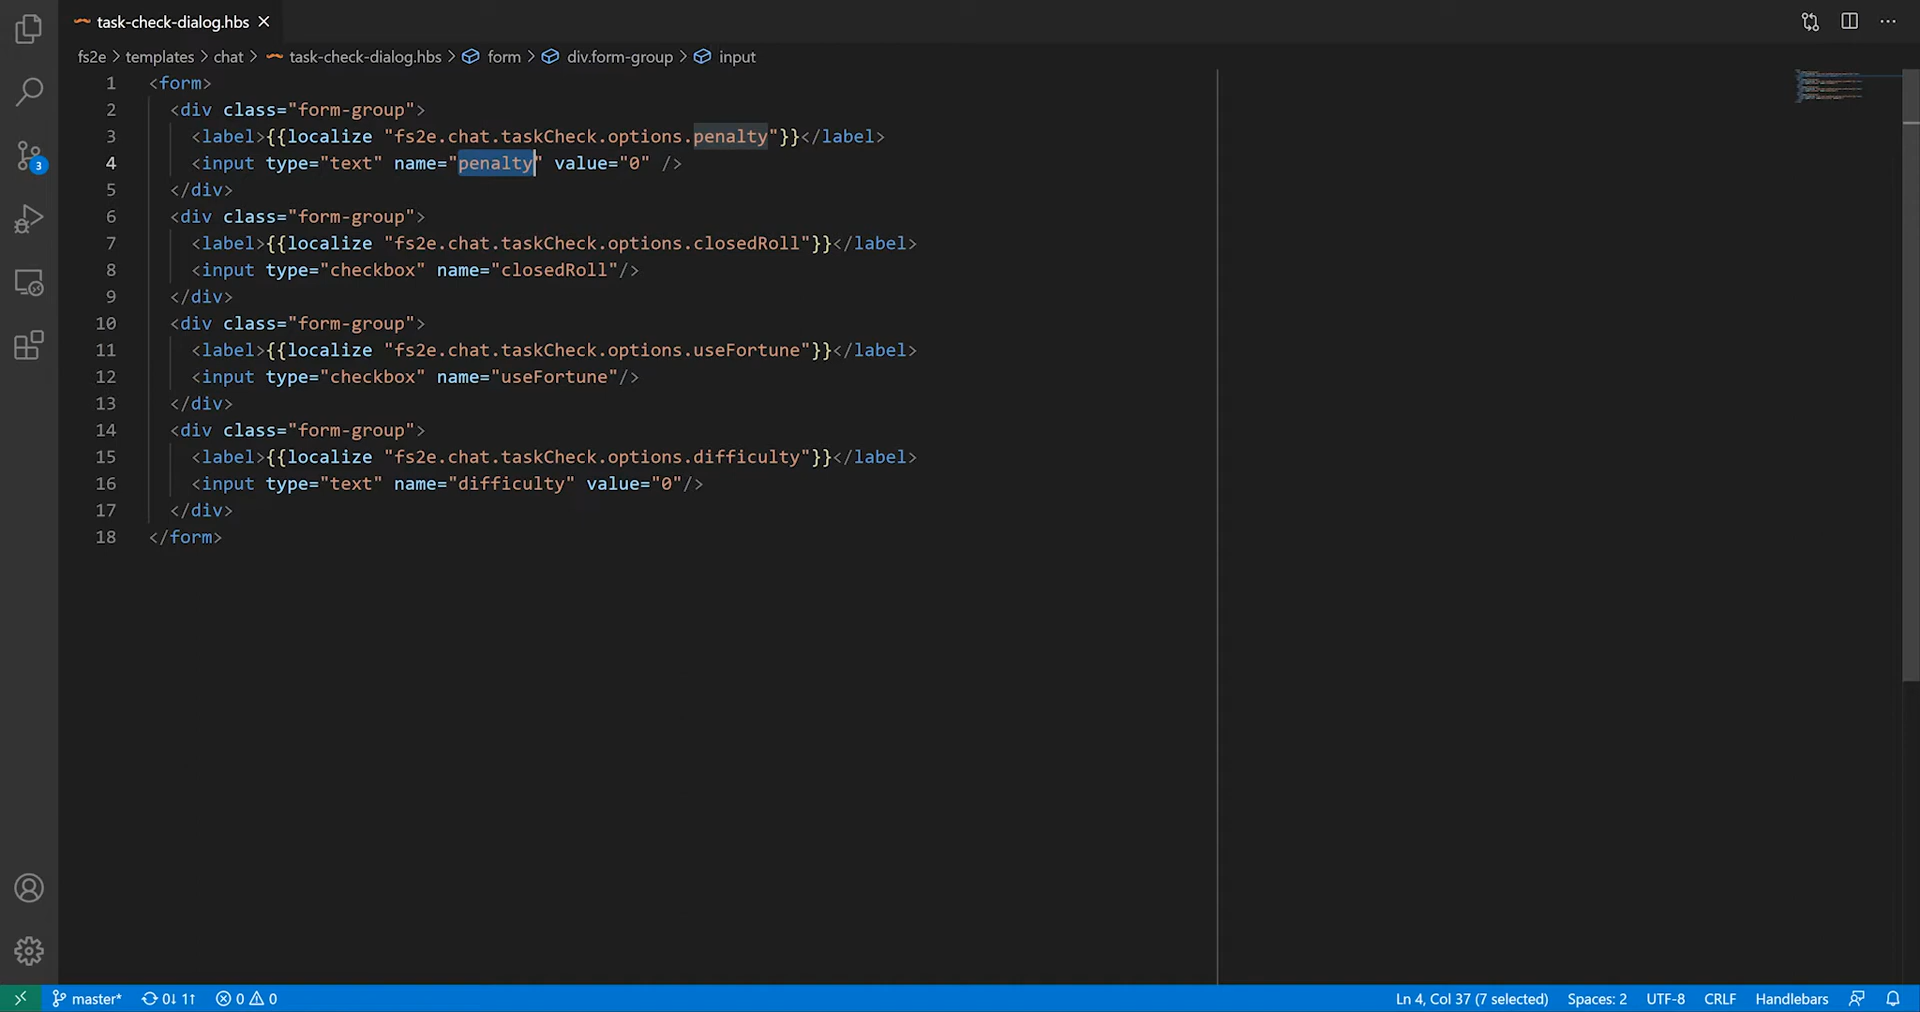 task-check-dialog.hbs
fs2e > templates > chat > task-check-dialog.hbs > form > div.form-group > input
1 <form>
2 <div class="form-group">
3 <label>{{localize "fs2e.chat.taskCheck.options.penalty"}}</label>
4 <input type="text" name="penalty" value="0" />
5 </div>
6 <div class="form-group">
7 <label>{{localize "fs2e.chat.taskCheck.options.closedRoll"}}</label>
8 <input type="checkbox" name="closedRoll"/>
9 </div>
10 <div class="form-group">
11 <label>{{localize "fs2e.chat.taskCheck.options.useFortune"}}</label>
12 <input type="checkbox" name="useFortune"/>
13 </div>
14 <div class="form-group">
15 <label>{{localize "fs2e.chat.taskCheck.options.difficulty"}}</label>
16 <input type="text" name="difficulty" value="0"/>
17 </div>
18 </form>
3
master* 0↓ 1↑ 0 0 Ln 4, Col 37 (7 selected) Spaces: 2 UTF-8 CRLF Handlebars